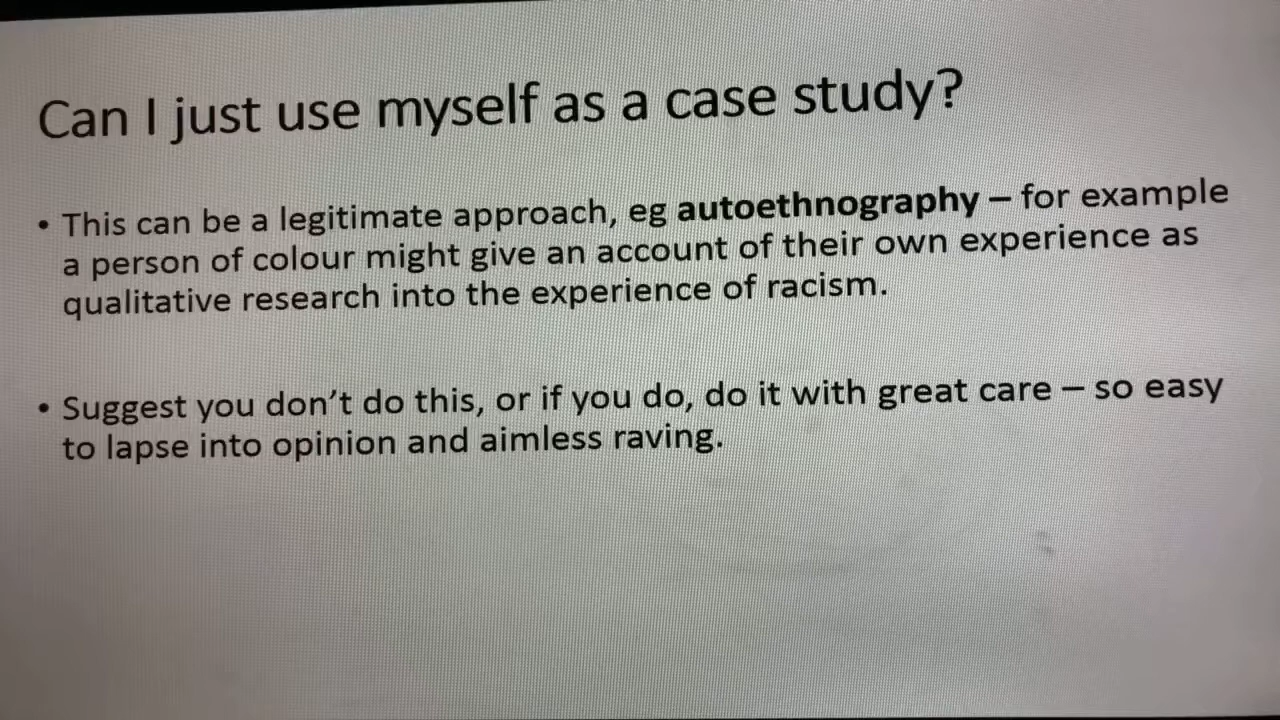 Can I just use myself as a case study?
• This can be a legitimate approach, eg autoethnography – for example
a person of colour might give an account of their own experience as
qualitative research into the experience of racism.
• Suggest you don't do this, or if you do, do it with great care – so easy
to lapse into opinion and aimless raving.